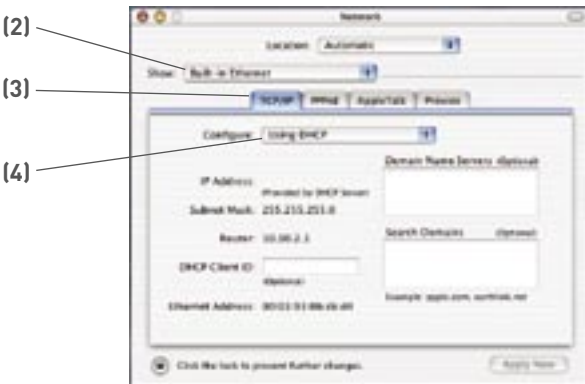 Network
Location: Automatic
(2)
Show: Built-in Ethernet
(3)
TCP/IP PPPoE AppleTalk Proxies
Configure: Using DHCP
(4)
Domain Name Servers (Optional)
IP Address:
(Provided by DHCP Server)
Subnet Mask: 255.255.255.0
Router:
Search Domains (Optional)
DHCP Client ID:
(Optional)
Example: apple.com, earthlink.net
Ethernet Address:
Click the lock to prevent further changes.
Apply Now